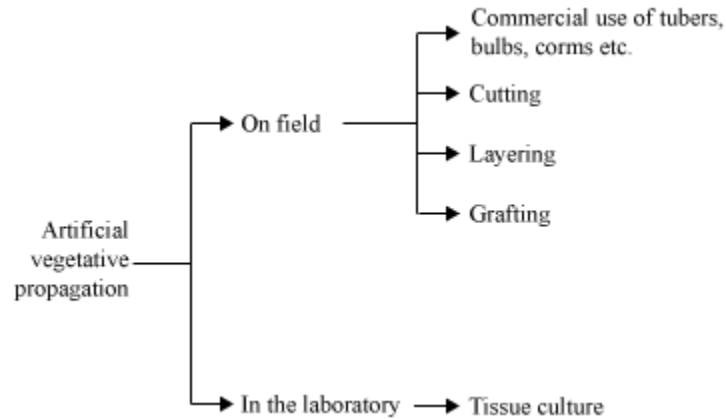 Commercial use of tubers,
bulbs, corms etc.
On field
Cutting
Layering
Grafting
Artificial
vegetative
propagation
In the laboratory
Tissue culture